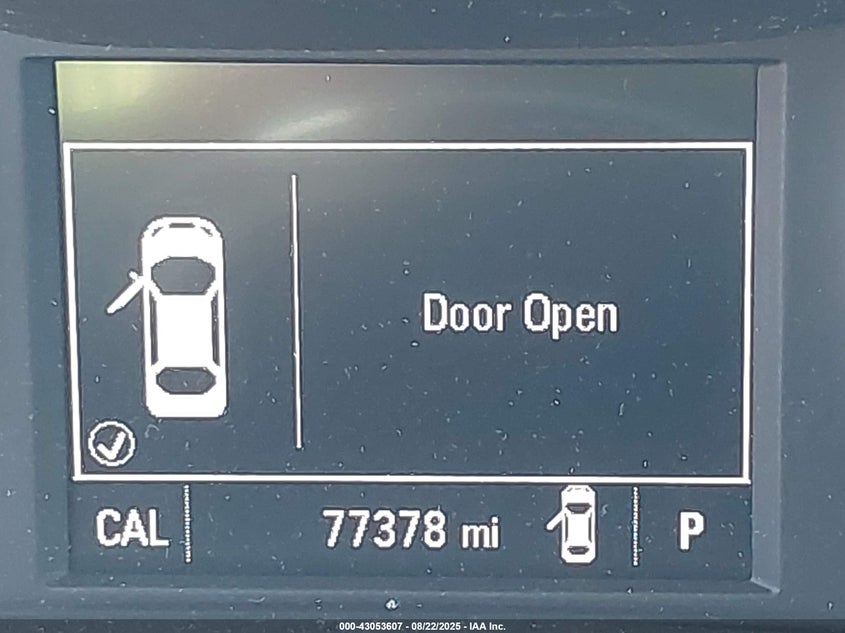 Door Open
CAL 77378 mi P
000-43053607 - 08/22/2025 - IAA Inc.